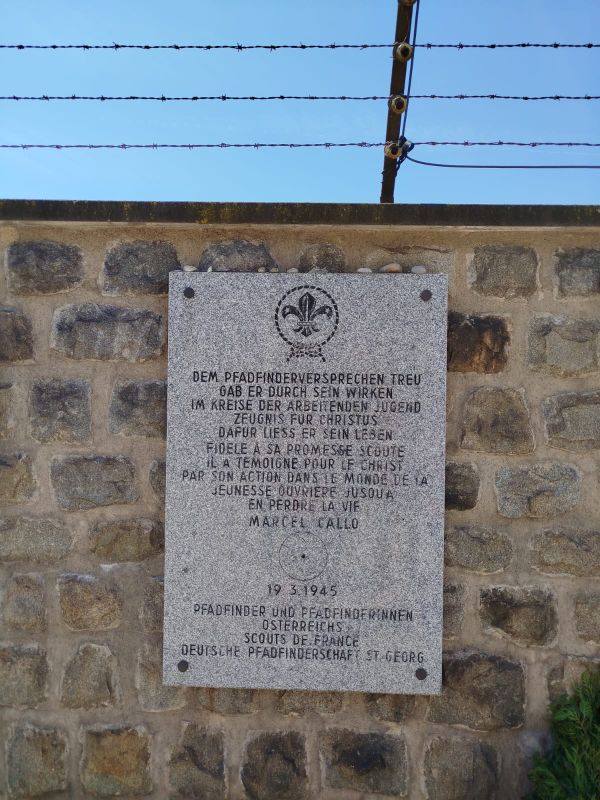 DEM PFADFINDERVERSPRECHEN TREU
GAB ER DURCH SEIN WIRKEN
IM KREISE DER ARBEITENDEN JUGEND
ZEUGNIS FÜR CHRISTUS
DAFÜR LIESS ER SEIN LEBEN
FIDELE À SA PROMESSE SCOUTE
IL A TEMOIGNE POUR LE CHRIST
PAR SON ACTION DANS LE MONDE DE LA
JEUNESSE OUVRIERE JUSQU'A
EN PERDRE LA VIE
MARCEL CALLO
19.3.1945
PFADFINDER UND PFADFINDERINNEN
ÖSTERREICHS
SCOUTS DE FRANCE
DEUTSCHE PFADFINDERSCHAFT ST. GEORG